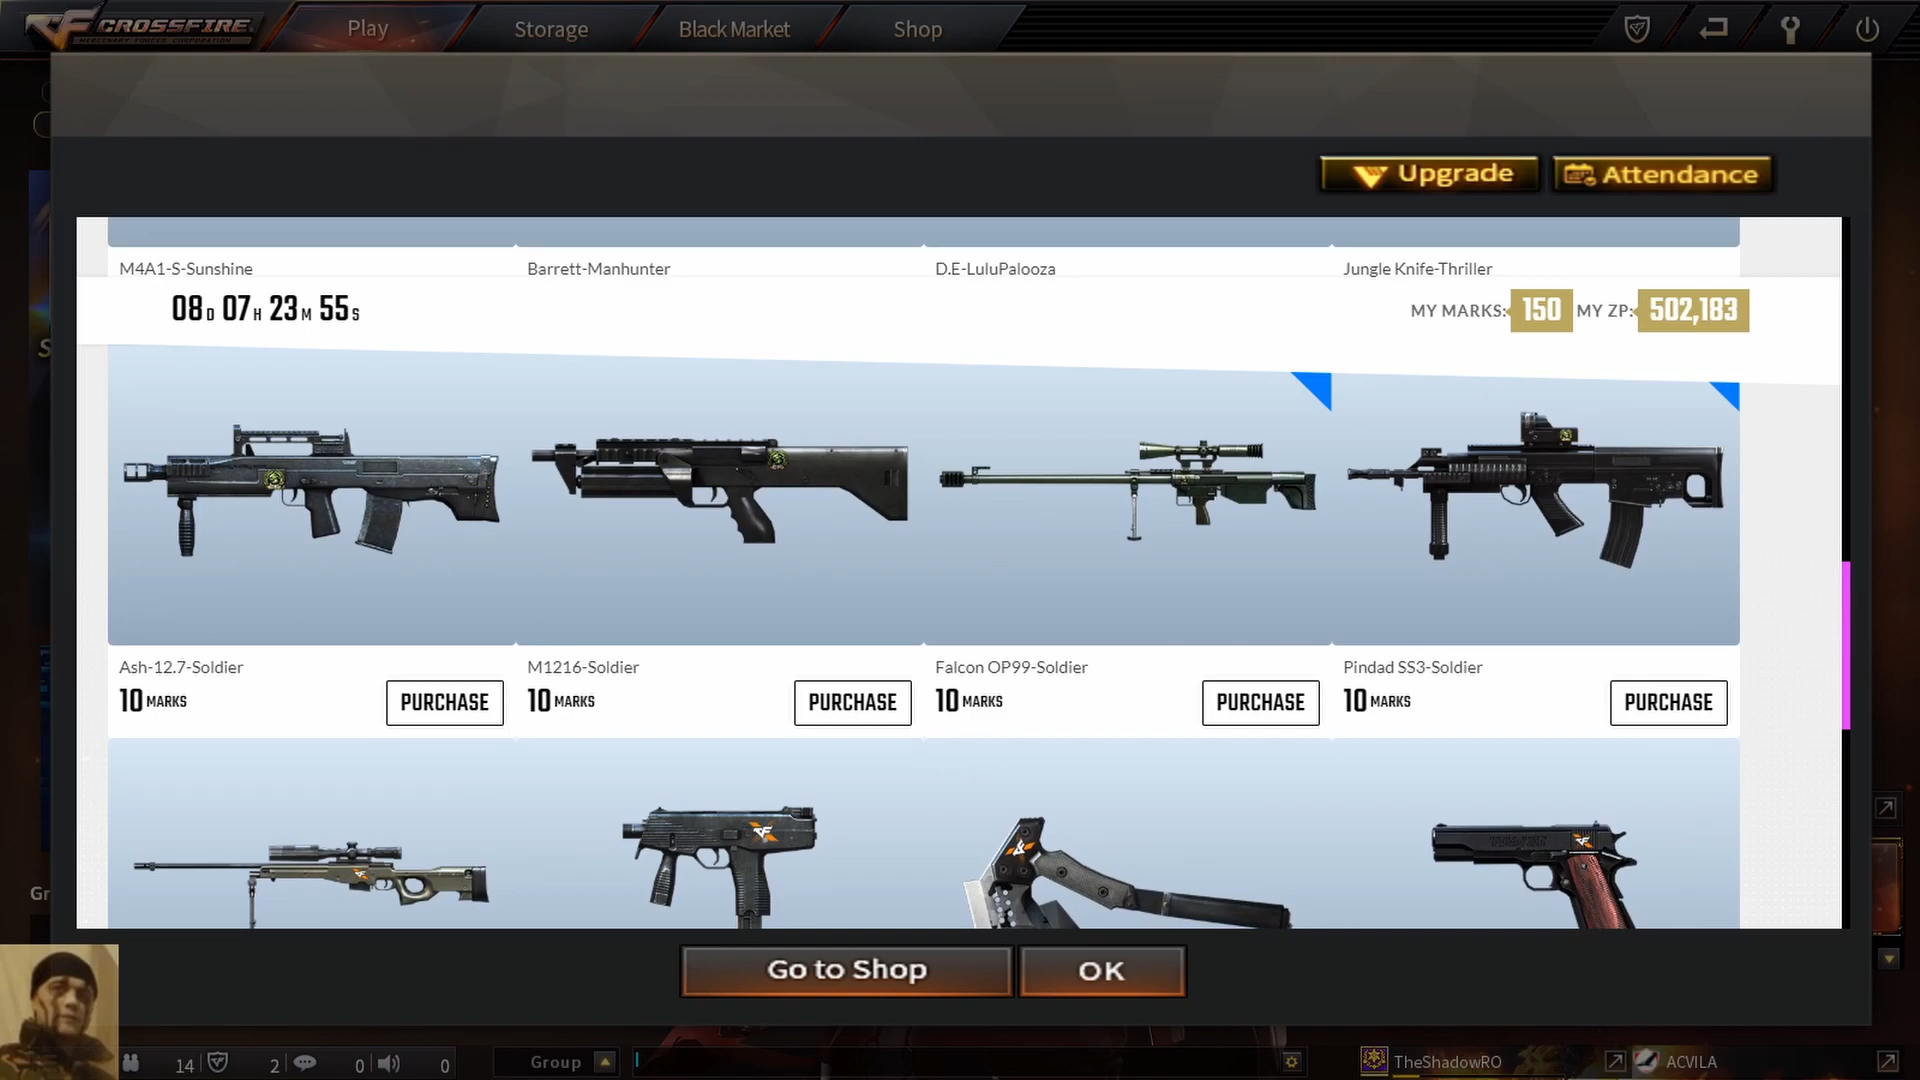 CROSSFIRE
Play
Storage
Black Market
Shop
Upgrade
Attendance
M4A1-S-Sunshine
Barrett-Manhunter
D.E-LuluPalooza
Jungle Knife-Thriller
08D 07H 23M 55S
MY MARKS: 150 MY ZP: 502,183
Ash-12.7-Soldier
M1216-Soldier
Falcon OP99-Soldier
Pindad SS3-Soldier
10 MARKS
PURCHASE
10 MARKS
PURCHASE
10 MARKS
PURCHASE
10 MARKS
PURCHASE
Go to Shop
OK
14
2
0
0
Group
TheShadowRO
ACVILA